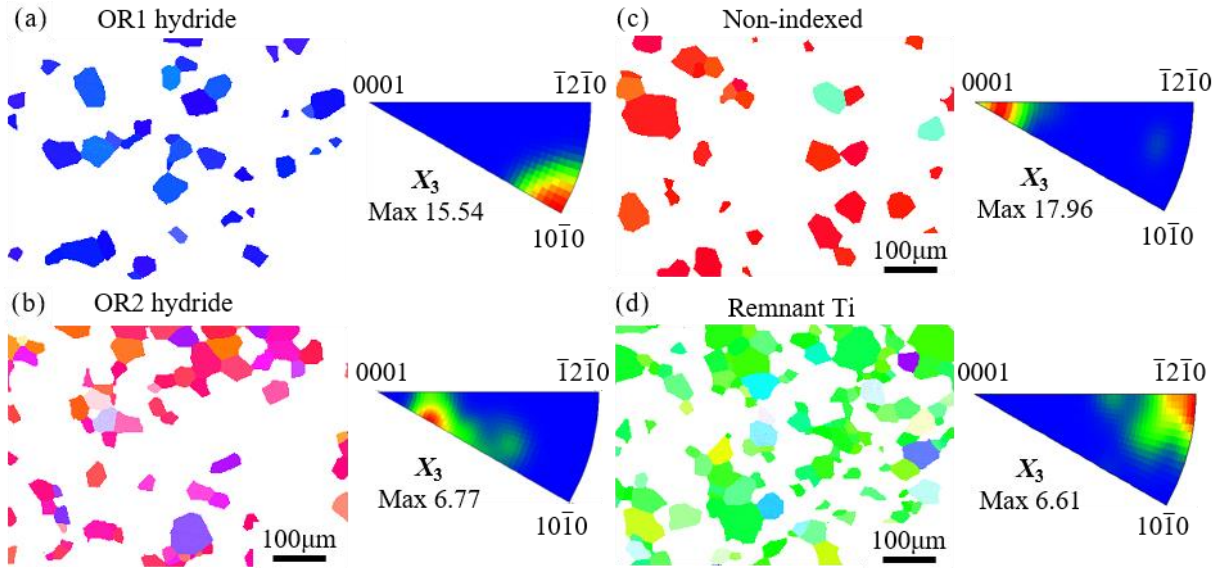 (a) OR1 hydride
0001
1̅21̅0
X₃
Max 15.54
101̅0
(b) OR2 hydride
0001
1̅21̅0
X₃
Max 6.77
101̅0
100μm
(c) Non-indexed
0001
1̅21̅0
X₃
Max 17.96
101̅0
100μm
(d) Remnant Ti
0001
1̅21̅0
X₃
Max 6.61
101̅0
100μm